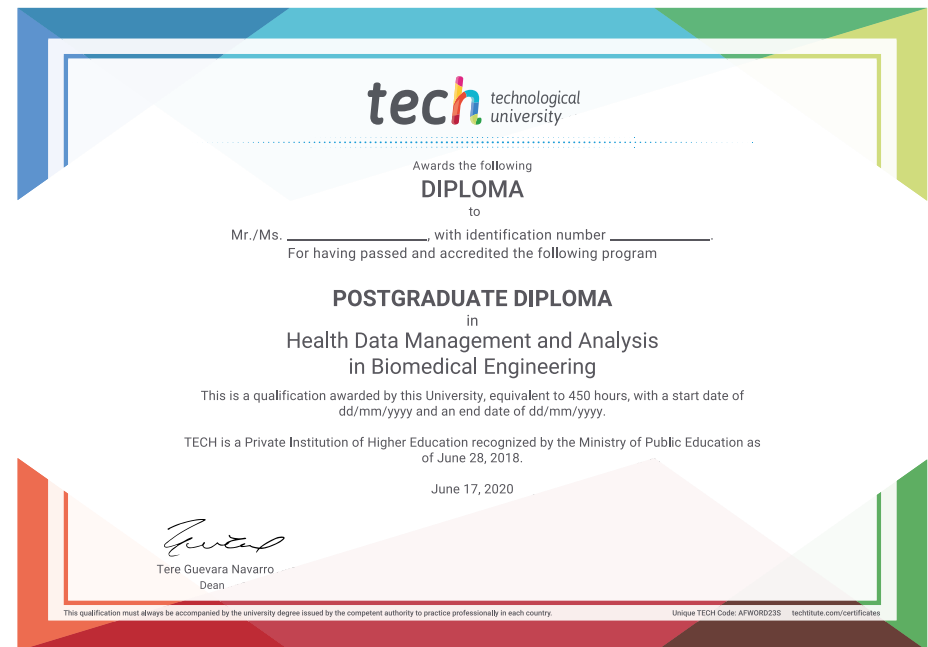 tech technological
university
Awards the following
DIPLOMA
to
Mr./Ms. ____________________, with identification number ______________.
For having passed and accredited the following program
POSTGRADUATE DIPLOMA
in
Health Data Management and Analysis
in Biomedical Engineering
This is a qualification awarded by this University, equivalent to 450 hours, with a start date of
dd/mm/yyyy and an end date of dd/mm/yyyy.
TECH is a Private Institution of Higher Education recognized by the Ministry of Public Education as
of June 28, 2018.
June 17, 2020
Tere Guevara Navarro
Dean
This qualification must always be accompanied by the university degree issued by the competent authority to practice professionally in each country. Unique TECH Code: AFWORD23S techtitute.com/certificates